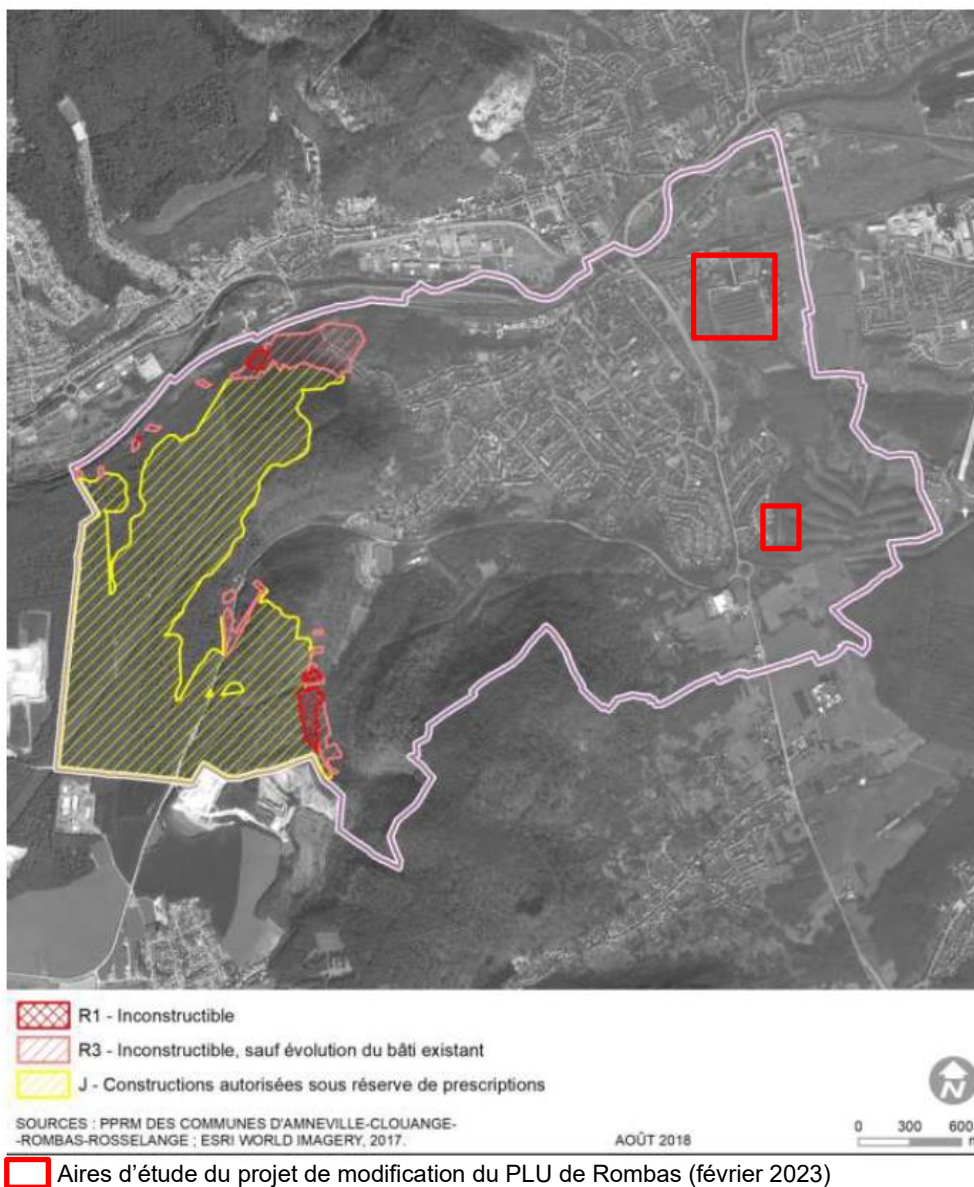 R1 - Inconstructible
R3 - Inconstructible, sauf évolution du bâti existant
J - Constructions autorisées sous réserve de prescriptions
N
SOURCES : PPRM DES COMMUNES D'AMNEVILLE-CLOUANGE-
-ROMBAS-ROSSELANGE ; ESRI WORLD IMAGERY, 2017.
AOÛT 2018
0 300 600
m
Aires d’étude du projet de modification du PLU de Rombas (février 2023)